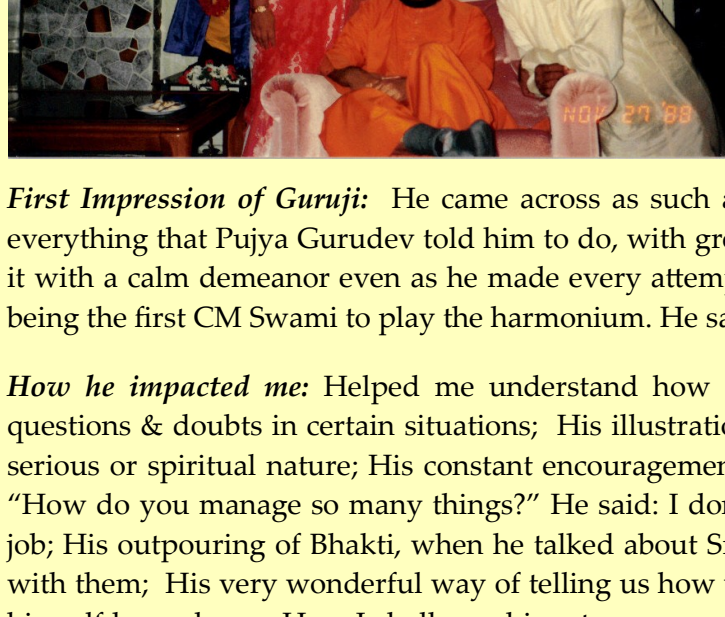 NOV 27 '88
First Impression of Guruji: He came across as such a
everything that Pujya Gurudev told him to do, with gre
it with a calm demeanor even as he made every attemp
being the first CM Swami to play the harmonium. He sa
How he impacted me: Helped me understand how
questions & doubts in certain situations; His illustratio
serious or spiritual nature; His constant encouragemen
“How do you manage so many things?” He said: I don
job; His outpouring of Bhakti, when he talked about S
with them; His very wonderful way of telling us how